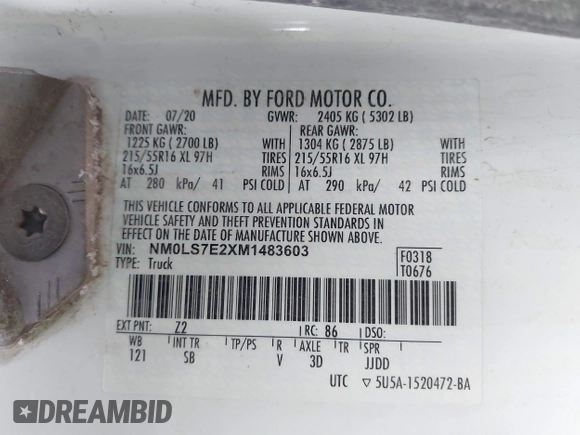 MFD. BY FORD MOTOR CO.
DATE: 07/20 GVWR: 2405 KG (5302 LB)
FRONT GAWR: REAR GAWR:
1225 KG (2700 LB) WITH 1304 KG (2875 LB) WITH
215/55R16 XL 97H TIRES 215/55R16 XL 97H TIRES
16x6.5J RIMS 16x6.5J RIMS
AT 280 kPa/ 41 PSI COLD AT 290 kPa/ 42 PSI COLD
THIS VEHICLE CONFORMS TO ALL APPLICABLE FEDERAL MOTOR
VEHICLE SAFETY AND THEFT PREVENTION STANDARDS IN
EFFECT ON THE DATE OF MANUFACTURE SHOWN ABOVE.
VIN: NM0LS7E2XM1483603 F0318
TYPE: Truck T0676
EXT PNT: Z2 RC: 86 DSO:
WB INT TR TP/PS R AXLE TR SPR
121 SB V 3D JJDD
UTC ▽ 5U5A-1520472-BA
DREAMBID